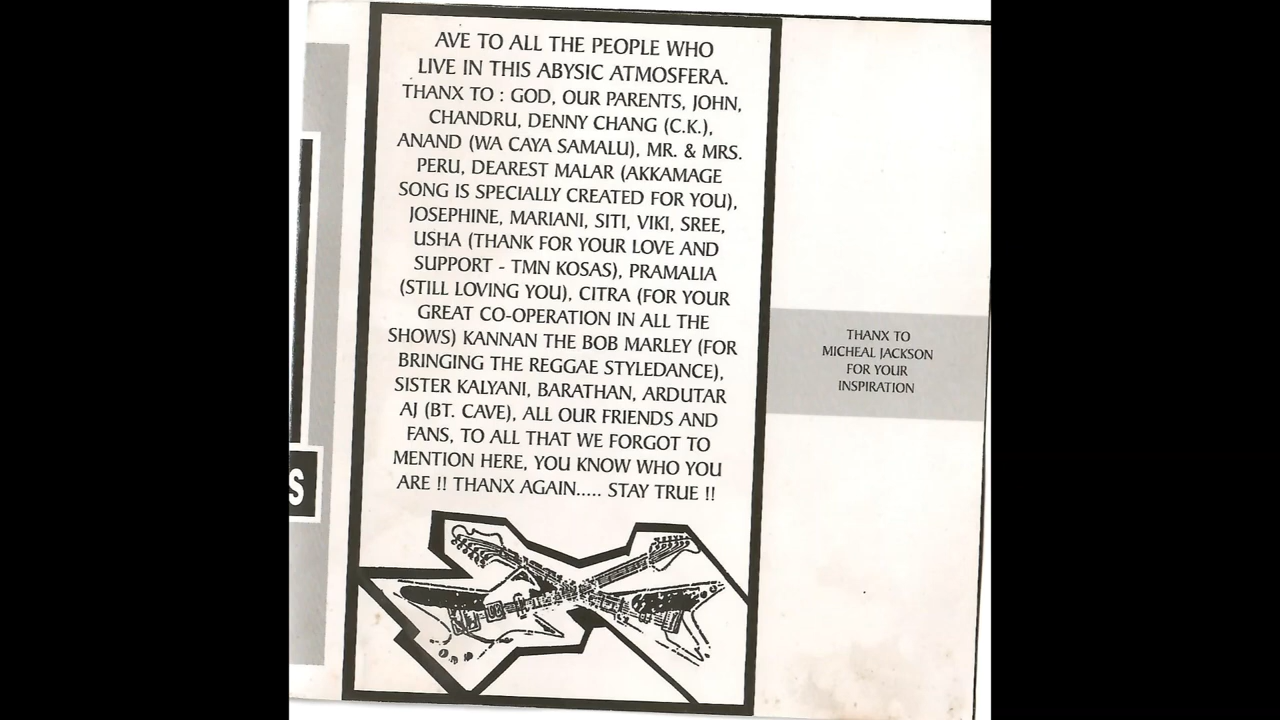 AVE TO ALL THE PEOPLE WHO
LIVE IN THIS ABYSIC ATMOSFERA.
THANX TO : GOD, OUR PARENTS, JOHN,
CHANDRU, DENNY CHANG (C.K.),
ANAND (WA CAYA SAMALU), MR. & MRS.
PERU, DEAREST MALAR (AKKAMAGE
SONG IS SPECIALLY CREATED FOR YOU),
JOSEPHINE, MARIANI, SITI, VIKI, SREE,
USHA (THANK FOR YOUR LOVE AND
SUPPORT - TMN KOSAS), PRAMALIA
(STILL LOVING YOU), CITRA (FOR YOUR
GREAT CO-OPERATION IN ALL THE
SHOWS) KANNAN THE BOB MARLEY (FOR
BRINGING THE REGGAE STYLEDANCE),
SISTER KALYANI, BARATHAN, ARDUTAR
AJ (BT. CAVE), ALL OUR FRIENDS AND
FANS, TO ALL THAT WE FORGOT TO
MENTION HERE, YOU KNOW WHO YOU
ARE !! THANX AGAIN..... STAY TRUE !!
S
THANX TO
MICHEAL JACKSON
FOR YOUR
INSPIRATION